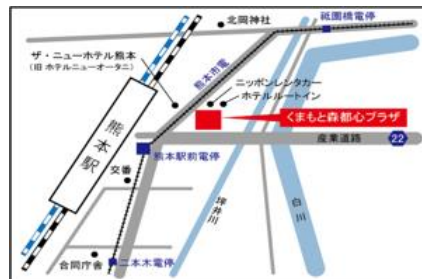 北岡神社
祇園橋電停
ザ・ニューホテル熊本
(旧 ホテルニューオータニ)
熊本市電
ニッポンレンタカー
ホテルルートイン
くまもと森都心プラザ
熊本駅
産業道路
22
熊本駅前電停
交番
坪井川
白川
合同庁舎
二本木電停